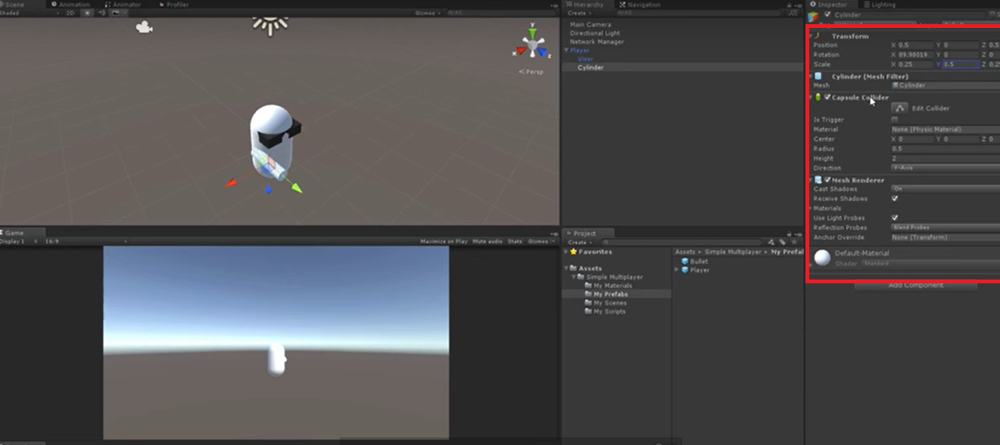 Scene
Animation
Animator
Profiler
Shaded
2D
Gizmos
All
Y
X
Z
Persp
Game
Display 1
16:9
Maximize on Play
Mute audio
Stats
Gizmos
Hierarchy
Navigation
Create
All
Main Camera
Directional Light
Network Manager
Player
Visor
Cylinder
Project
Create
Favorites
Assets
Simple Multiplayer
My Materials
My Prefabs
My Scenes
My Scripts
Assets
Simple Multiplayer
My Prefa
Bullet
Player
Inspector
Lighting
Cylinder
Transform
Position X 0.5 Y 0 Z 0.5
Rotation X 89.98019 Y 0 Z 0
Scale X 0.25 Y 0.5 Z 0.2
Cylinder (Mesh Filter)
Mesh Cylinder
Capsule Collider
Edit Collider
Is Trigger
Material None (Physic Material)
Center X 0 Y 0 Z 0
Radius 0.5
Height 2
Direction Y-Axis
Mesh Renderer
Cast Shadows On
Receive Shadows
Materials
Use Light Probes
Reflection Probes Blend Probes
Anchor Override None (Transform)
Default-Material
Shader Standard
Add Component